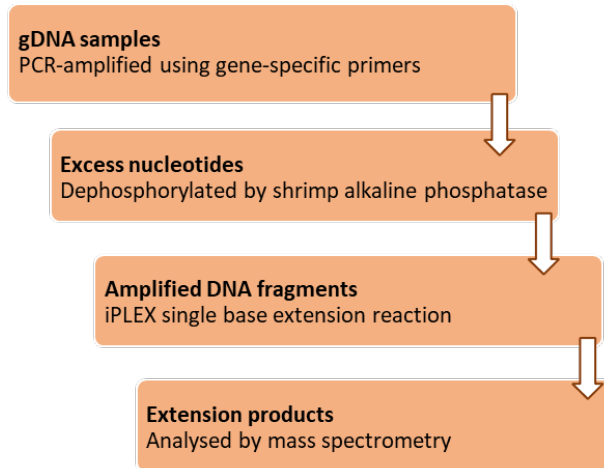 gDNA samples
PCR-amplified using gene-specific primers
Excess nucleotides
Dephosphorylated by shrimp alkaline phosphatase
Amplified DNA fragments
iPLEX single base extension reaction
Extension products
Analysed by mass spectrometry